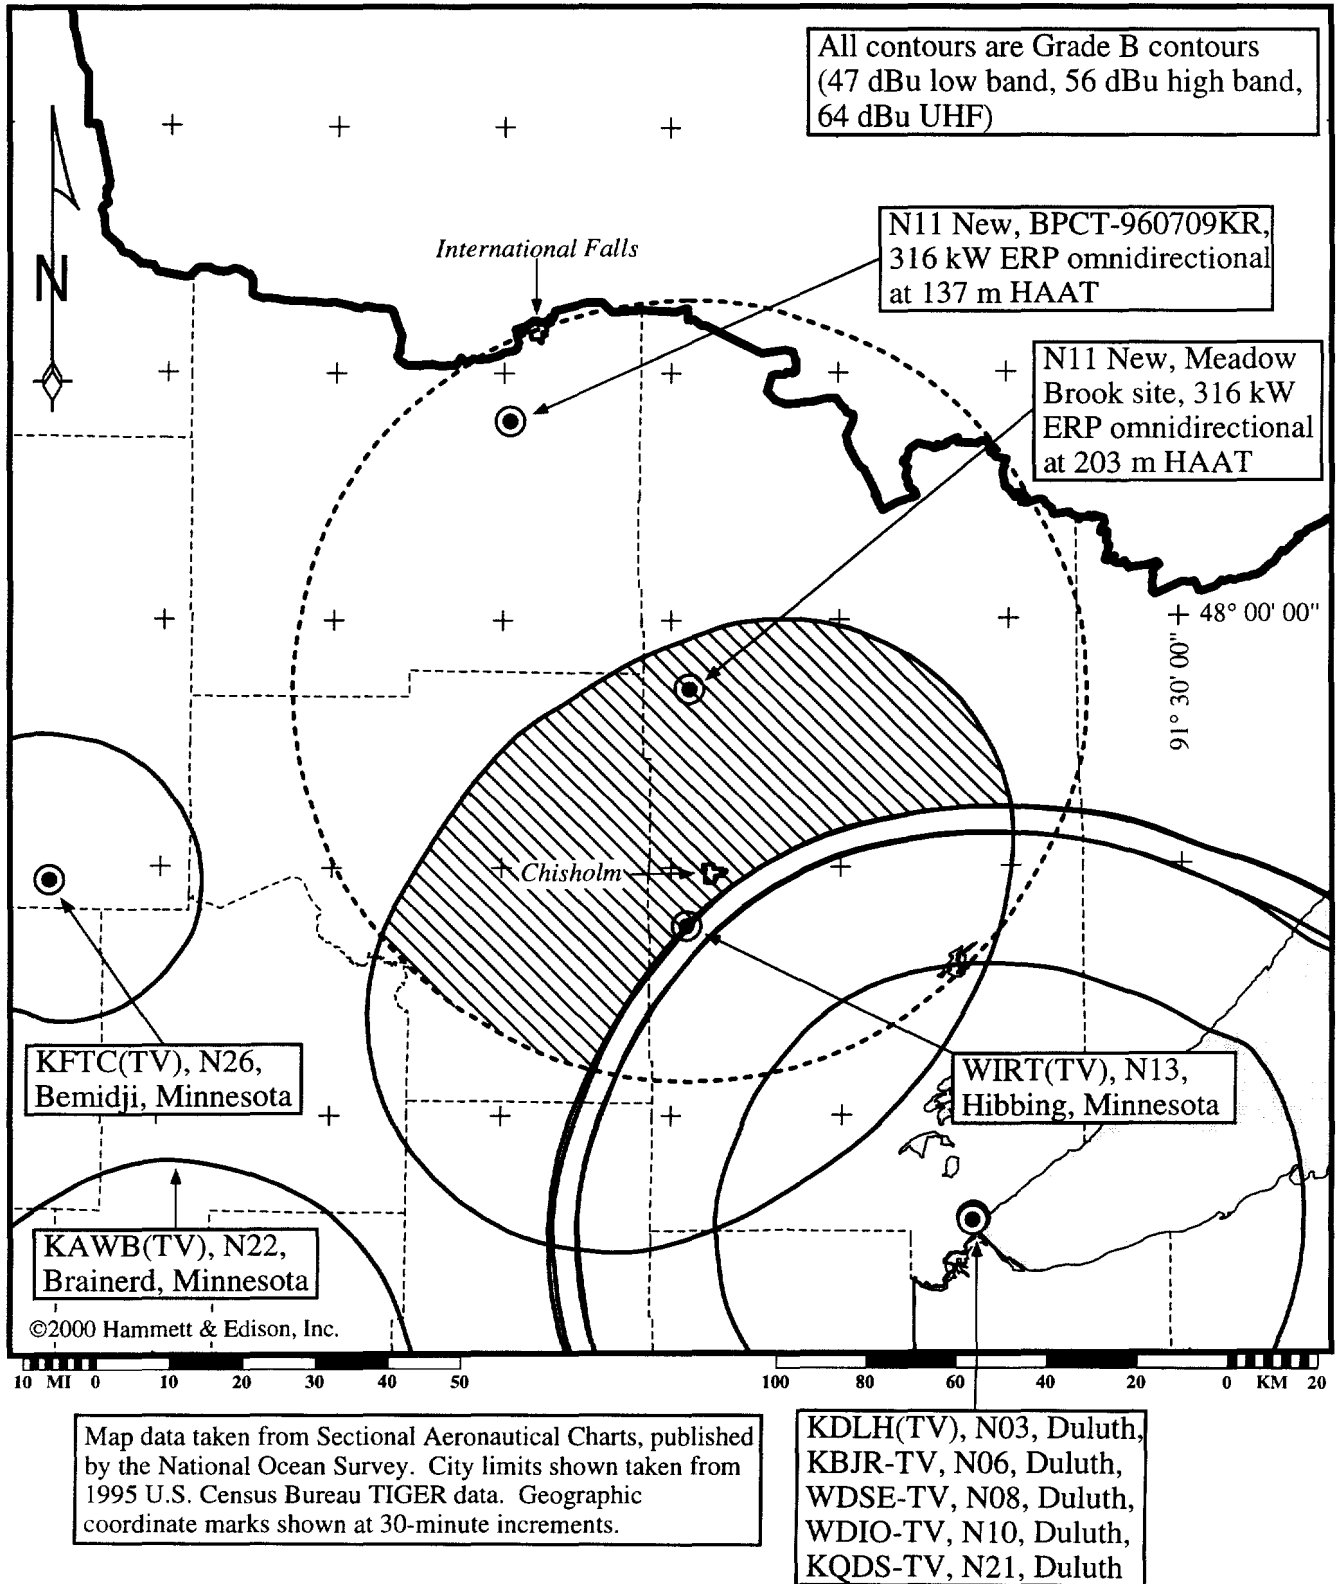 All contours are Grade B contours
(47 dBu low band, 56 dBu high band,
64 dBu UHF)
N11 New, BPCT-960709KR,
316 kW ERP omnidirectional
at 137 m HAAT
International Falls
N
N11 New, Meadow
Brook site, 316 kW
ERP omnidirectional
at 203 m HAAT
48° 00' 00"
91° 30' 00"
Chisholm
KFTC(TV), N26,
Bemidji, Minnesota
WIRT(TV), N13,
Hibbing, Minnesota
KAWB(TV), N22,
Brainerd, Minnesota
©2000 Hammett & Edison, Inc.
10 MI 0 10 20 30 40 50
100 80 60 40 20 0 KM 20
Map data taken from Sectional Aeronautical Charts, published
by the National Ocean Survey. City limits shown taken from
1995 U.S. Census Bureau TIGER data. Geographic
coordinate marks shown at 30-minute increments.
KDLH(TV), N03, Duluth,
KBJR-TV, N06, Duluth,
WDSE-TV, N08, Duluth,
WDIO-TV, N10, Duluth,
KQDS-TV, N21, Duluth